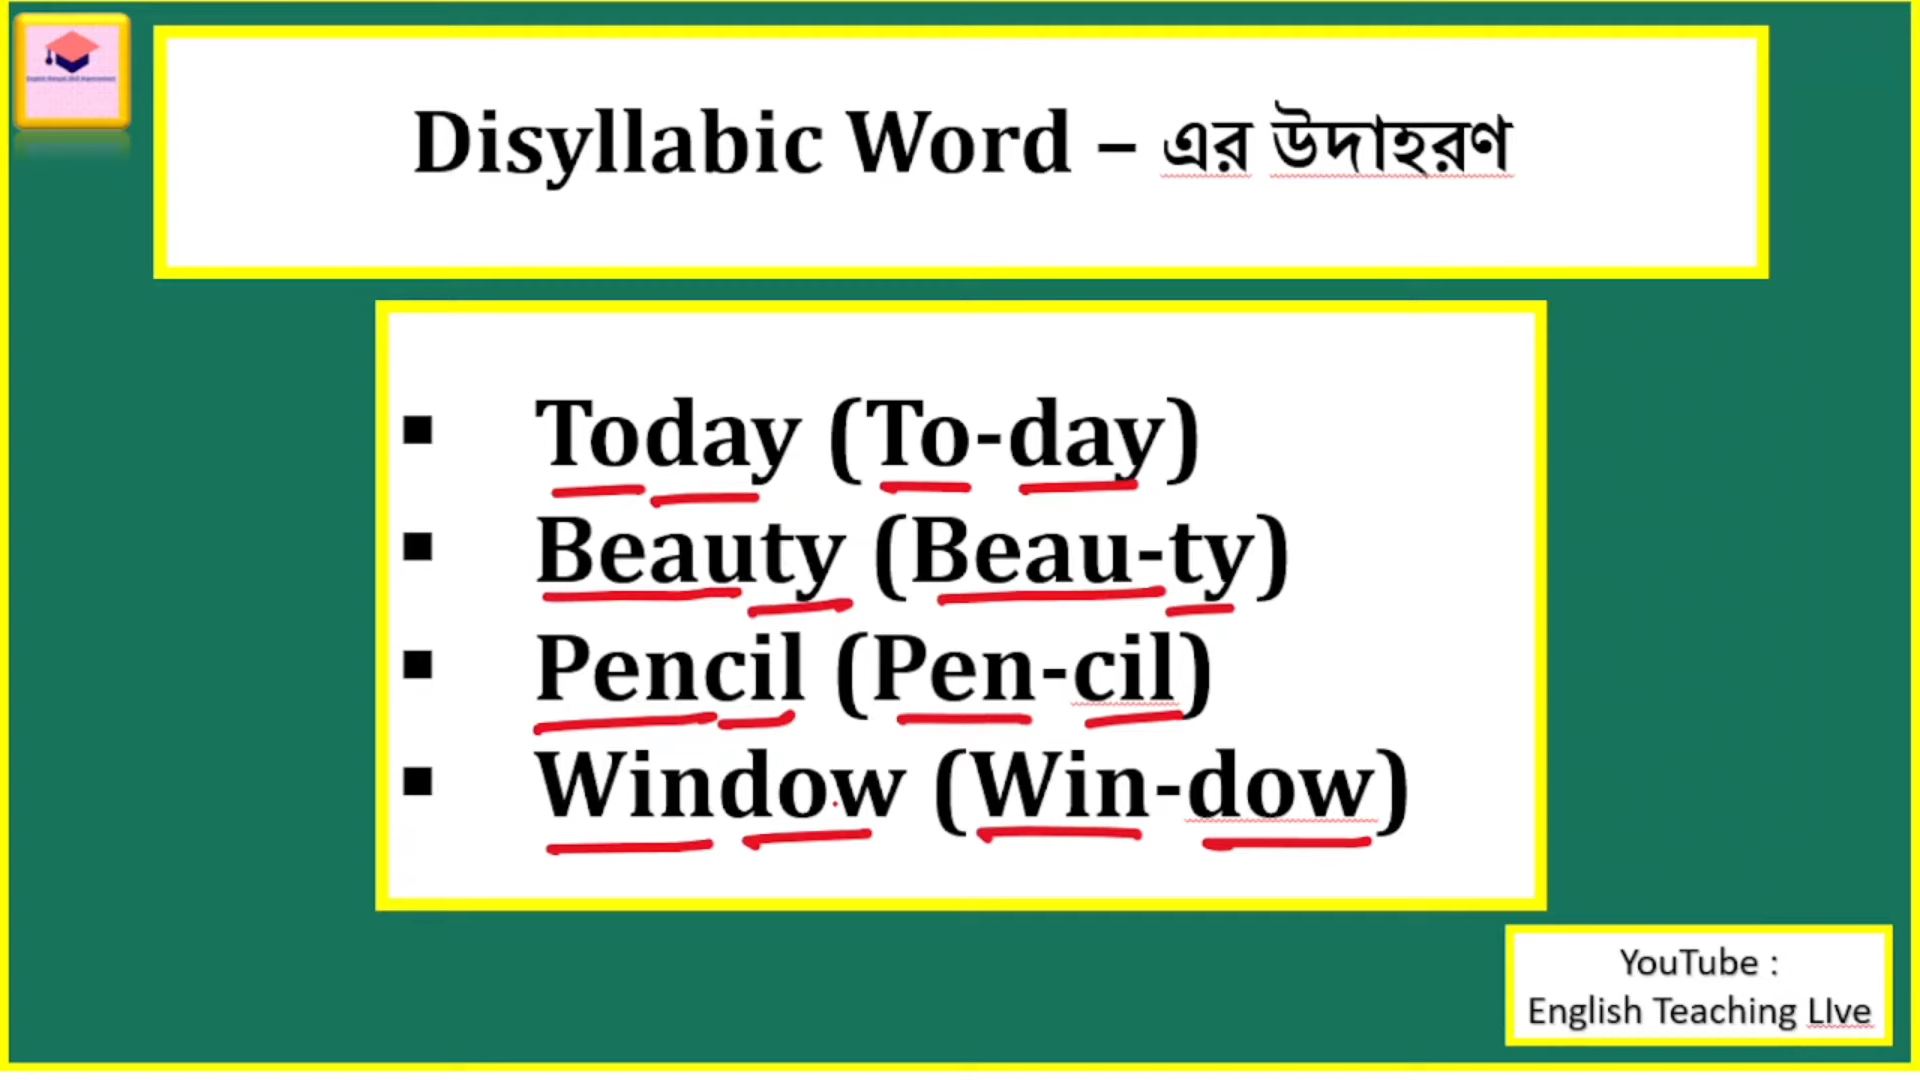 Disyllabic Word – এর উদাহরণ
▪ Today (To-day)
▪ Beauty (Beau-ty)
▪ Pencil (Pen-cil)
▪ Window (Win-dow)
YouTube :
English Teaching LIve